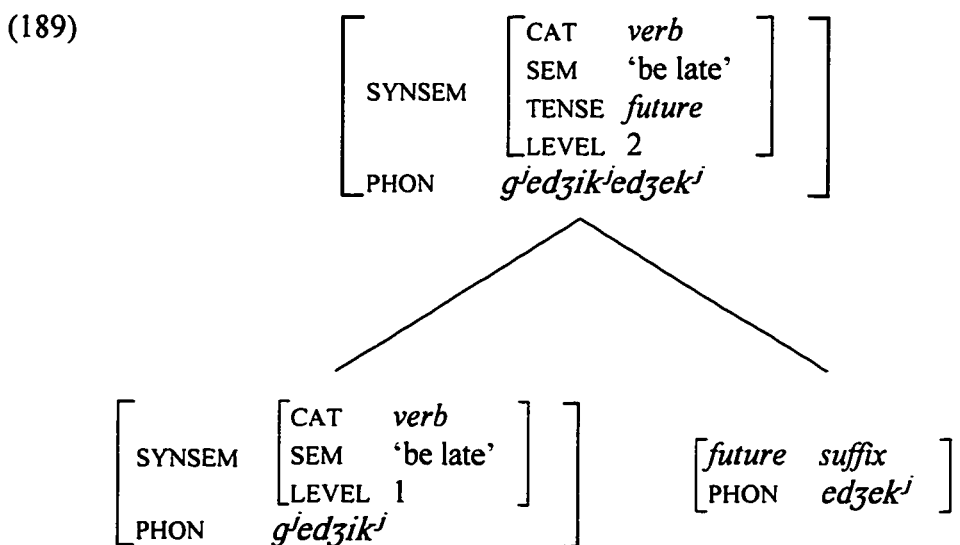 (189)
CAT verb
SEM ‘be late’
SYNSEM
TENSE future
LEVEL 2
PHON gʲedʒikʲedʒekʲ
CAT verb
SYNSEM SEM ‘be late’
LEVEL 1
PHON gʲedʒikʲ
future suffix
PHON edʒekʲ